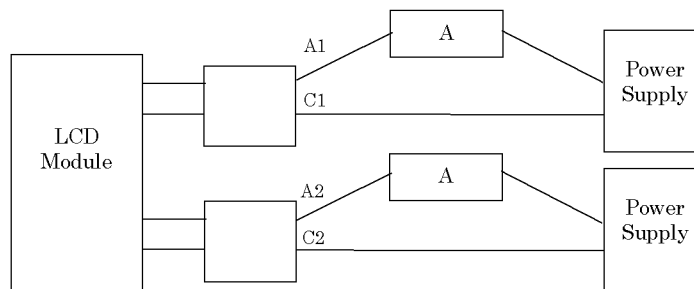 A1
A
Power
Supply
C1
LCD
Module
A2
A
Power
Supply
C2